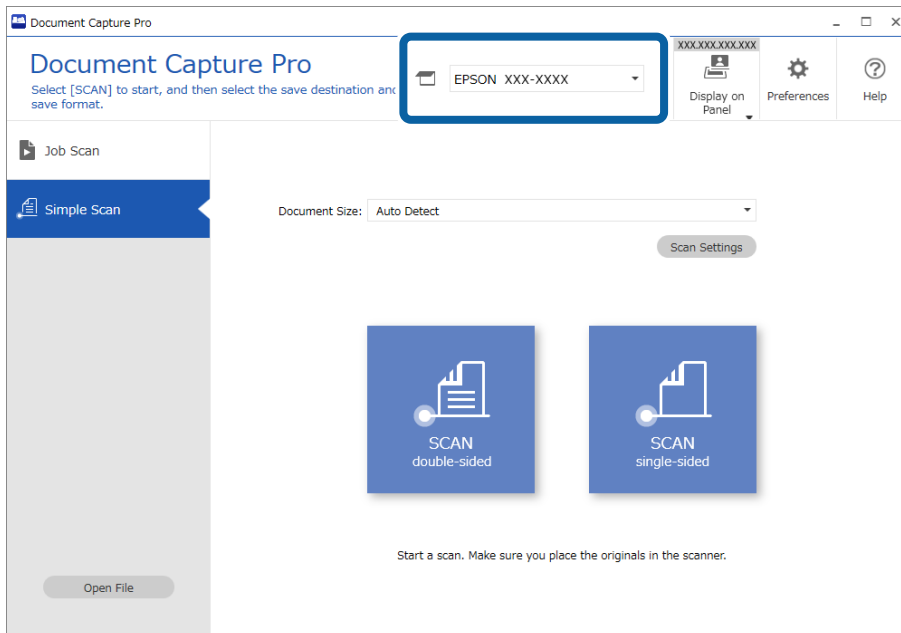 Document Capture Pro
Document Capture Pro
Select [SCAN] to start, and then select the save destination and
save format.
EPSON XXX-XXXX
XXX.XXX.XXX.XXX
Display on
Panel
Preferences
Help
Job Scan
Simple Scan
Document Size: Auto Detect
Scan Settings
SCAN
double-sided
SCAN
single-sided
Start a scan. Make sure you place the originals in the scanner.
Open File